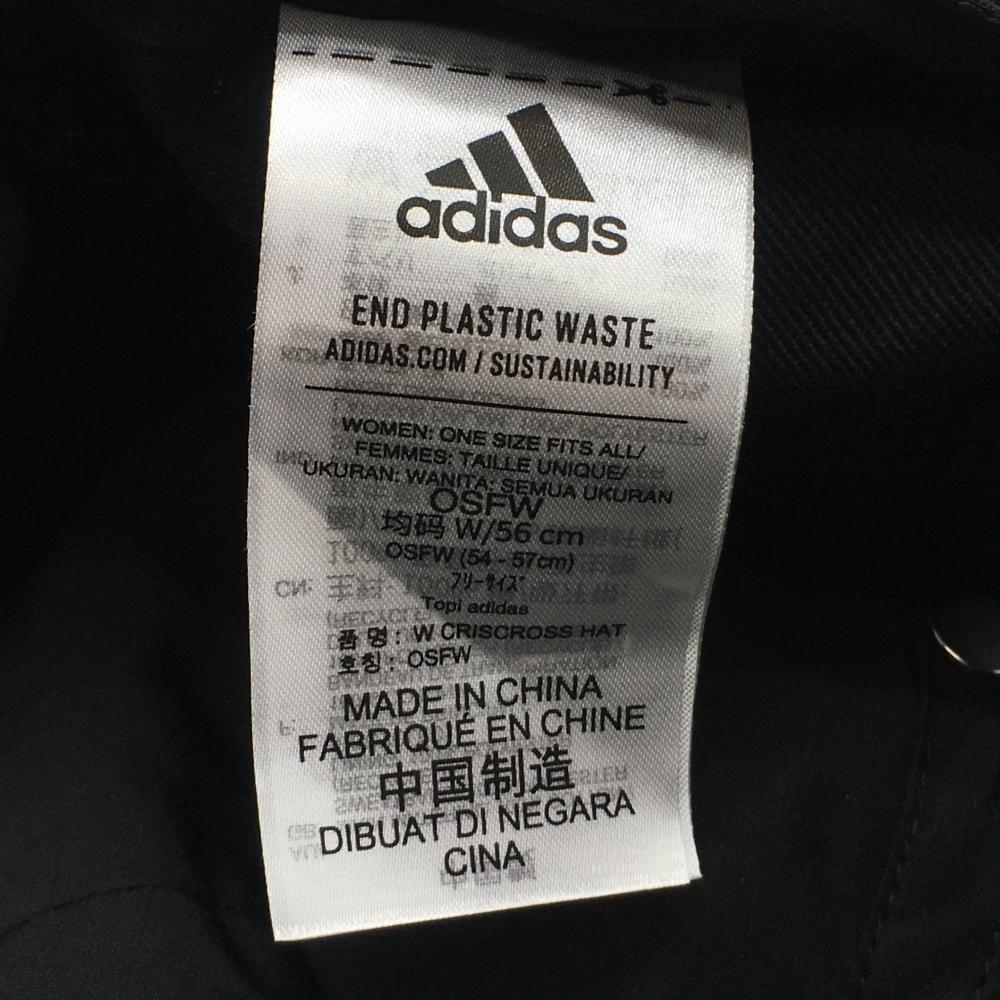 adidas
END PLASTIC WASTE
ADIDAS.COM / SUSTAINABILITY
WOMEN: ONE SIZE FITS ALL/
FEMMES: TAILLE UNIQUE/
UKURAN: WANITA: SEMUA UKURAN
OSFW
均码 W/56 cm
OSFW (54 - 57cm)
フリーサイズ
Topi adidas
품 명 : W CRISCROSS HAT
호칭 : OSFW
MADE IN CHINA
FABRIQUÉ EN CHINE
中国制造
DIBUAT DI NEGARA
CINA